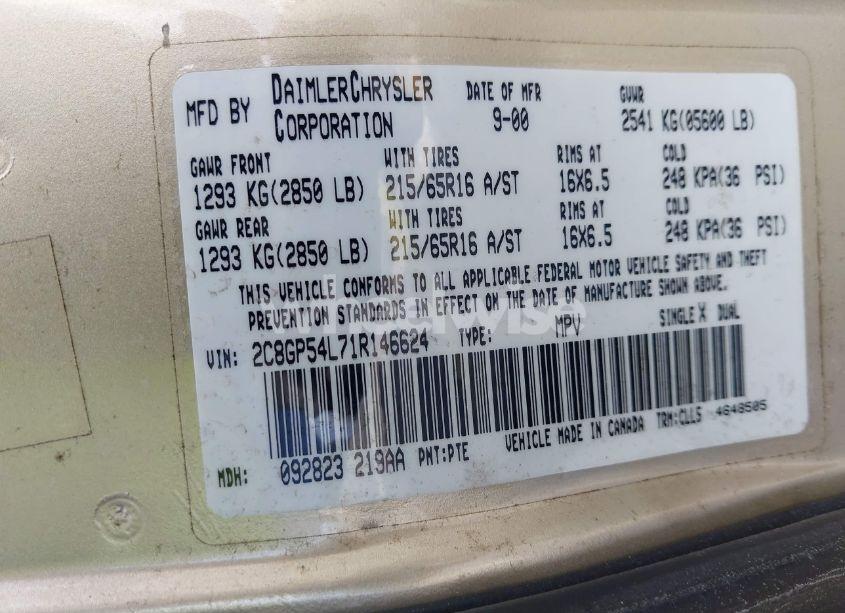 MFD BY DAIMLERCHRYSLER CORPORATION DATE OF MFR 9-00 GVWR 2541 KG(05600 LB)
GAWR FRONT WITH TIRES RIMS AT COLD
1293 KG(2850 LB) 215/65R16 A/ST 16X6.5 248 KPA(36 PSI)
GAWR REAR WITH TIRES RIMS AT COLD
1293 KG(2850 LB) 215/65R16 A/ST 16X6.5 248 KPA(36 PSI)
THIS VEHICLE CONFORMS TO ALL APPLICABLE FEDERAL MOTOR VEHICLE SAFETY AND THEFT
PREVENTION STANDARDS IN EFFECT ON THE DATE OF MANUFACTURE SHOWN ABOVE.
VIN: 2C8GP54L71R146624 TYPE: MPV SINGLE X DUAL
VEHICLE MADE IN CANADA TRM:CLL5 4648505
MDH: 092823 219AA PNT:PTE
wheelwise